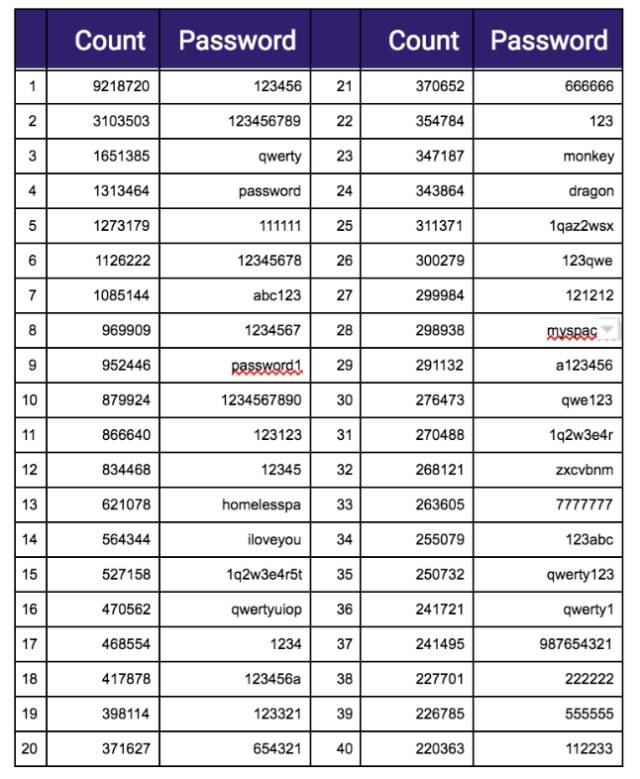 Count Password Count Password
1 9218720 123456 21 370652 666666
2 3103503 123456789 22 354784 123
3 1651385 qwerty 23 347187 monkey
4 1313464 password 24 343864 dragon
5 1273179 111111 25 311371 1qaz2wsx
6 1126222 12345678 26 300279 123qwe
7 1085144 abc123 27 299984 121212
8 969909 1234567 28 298938 myspac
9 952446 password1 29 291132 a123456
10 879924 1234567890 30 276473 qwe123
11 866640 123123 31 270488 1q2w3e4r
12 834468 12345 32 268121 zxcvbnm
13 621078 homelesspa 33 263605 7777777
14 564344 iloveyou 34 255079 123abc
15 527158 1q2w3e4r5t 35 250732 qwerty123
16 470562 qwertyuiop 36 241721 qwerty1
17 468554 1234 37 241495 987654321
18 417878 123456a 38 227701 222222
19 398114 123321 39 226785 555555
20 371627 654321 40 220363 112233